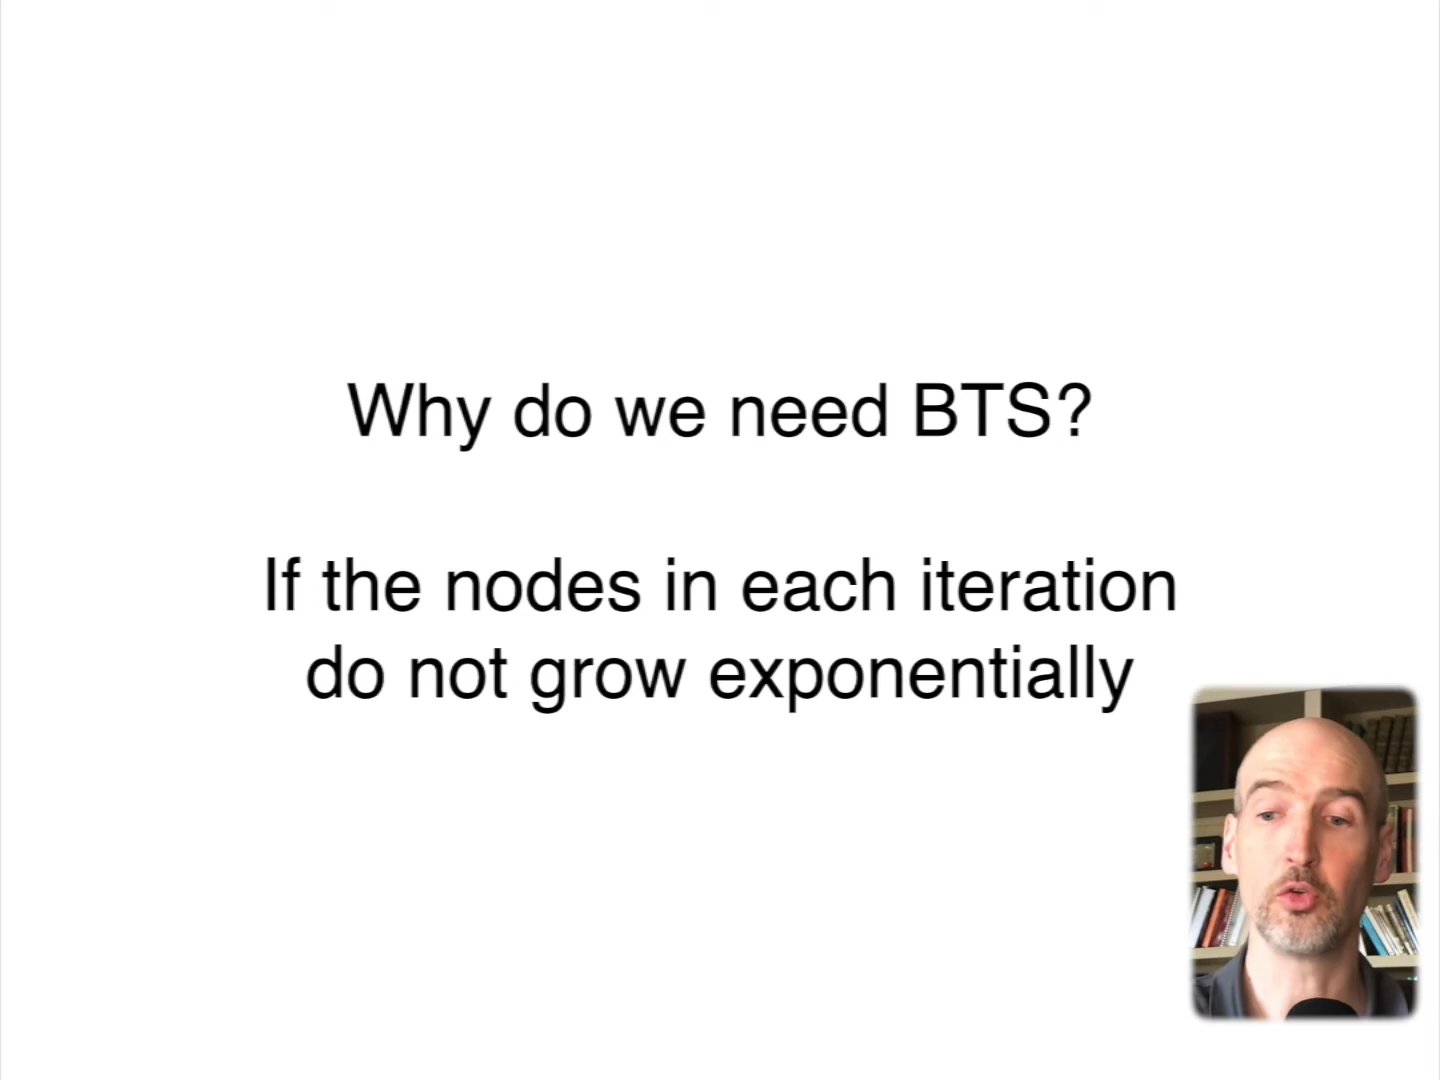 Why do we need BTS?
If the nodes in each iteration
do not grow exponentially